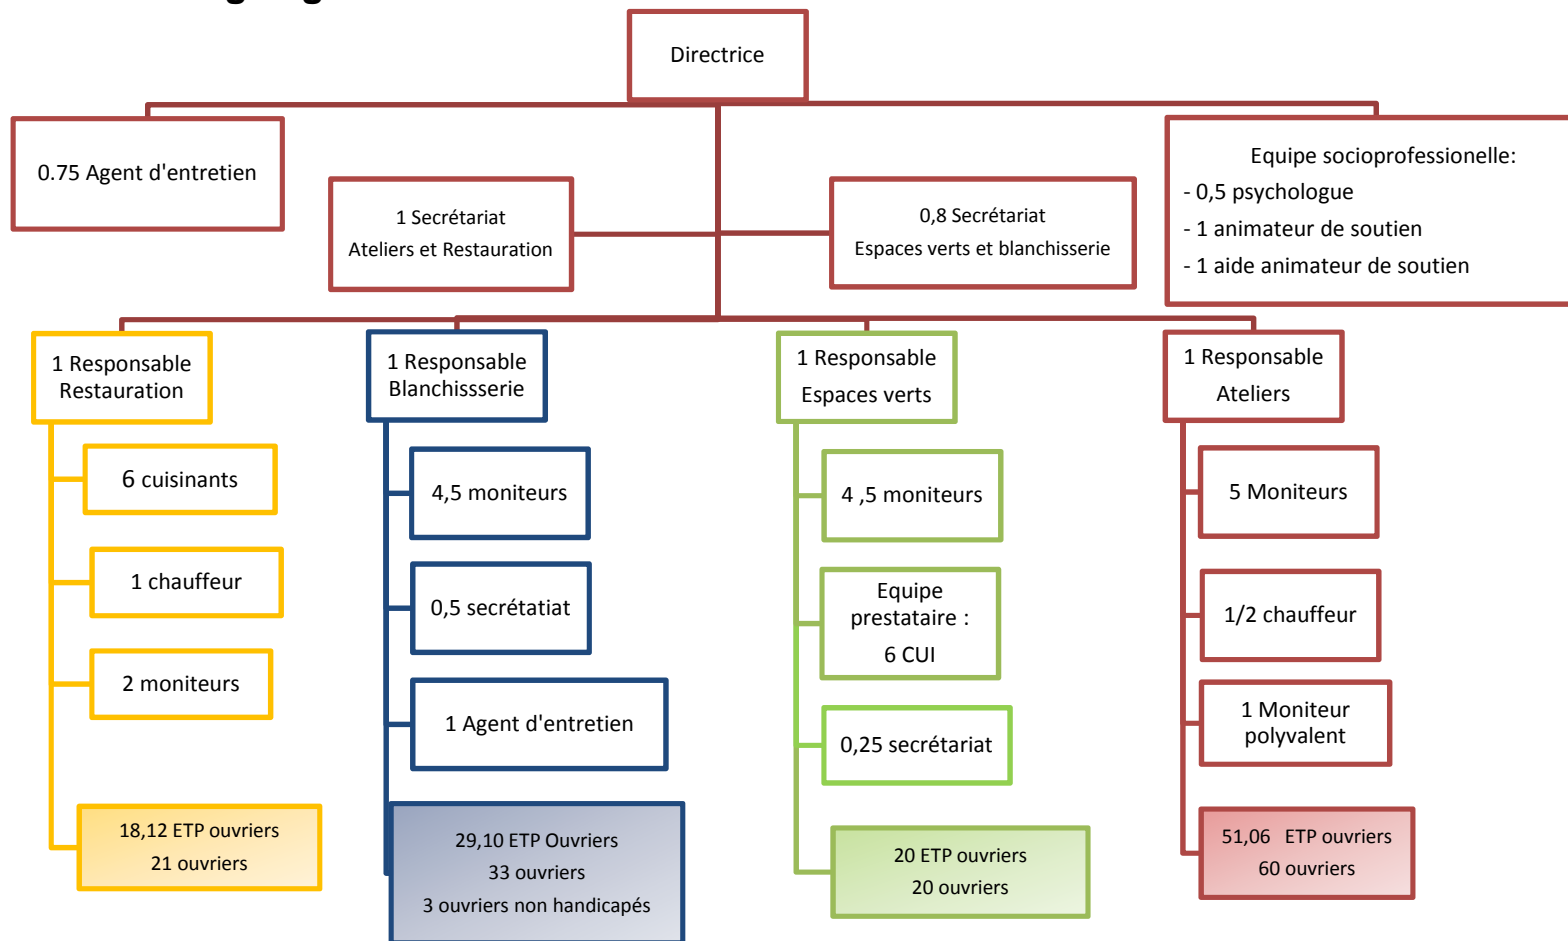 Directrice
0.75 Agent d'entretien
1 Secrétariat
Ateliers et Restauration
0,8 Secrétariat
Espaces verts et blanchisserie
Equipe socioprofessionelle:
- 0,5 psychologue
- 1 animateur de soutien
- 1 aide animateur de soutien
1 Responsable
Restauration
6 cuisinants
1 chauffeur
2 moniteurs
18,12 ETP ouvriers
21 ouvriers
1 Responsable
Blanchissserie
4,5 moniteurs
0,5 secrétatiat
1 Agent d'entretien
29,10 ETP Ouvriers
33 ouvriers
3 ouvriers non handicapés
1 Responsable
Espaces verts
4 ,5 moniteurs
Equipe
prestataire :
6 CUI
0,25 secrétariat
20 ETP ouvriers
20 ouvriers
1 Responsable
Ateliers
5 Moniteurs
1/2 chauffeur
1 Moniteur
polyvalent
51,06 ETP ouvriers
60 ouvriers